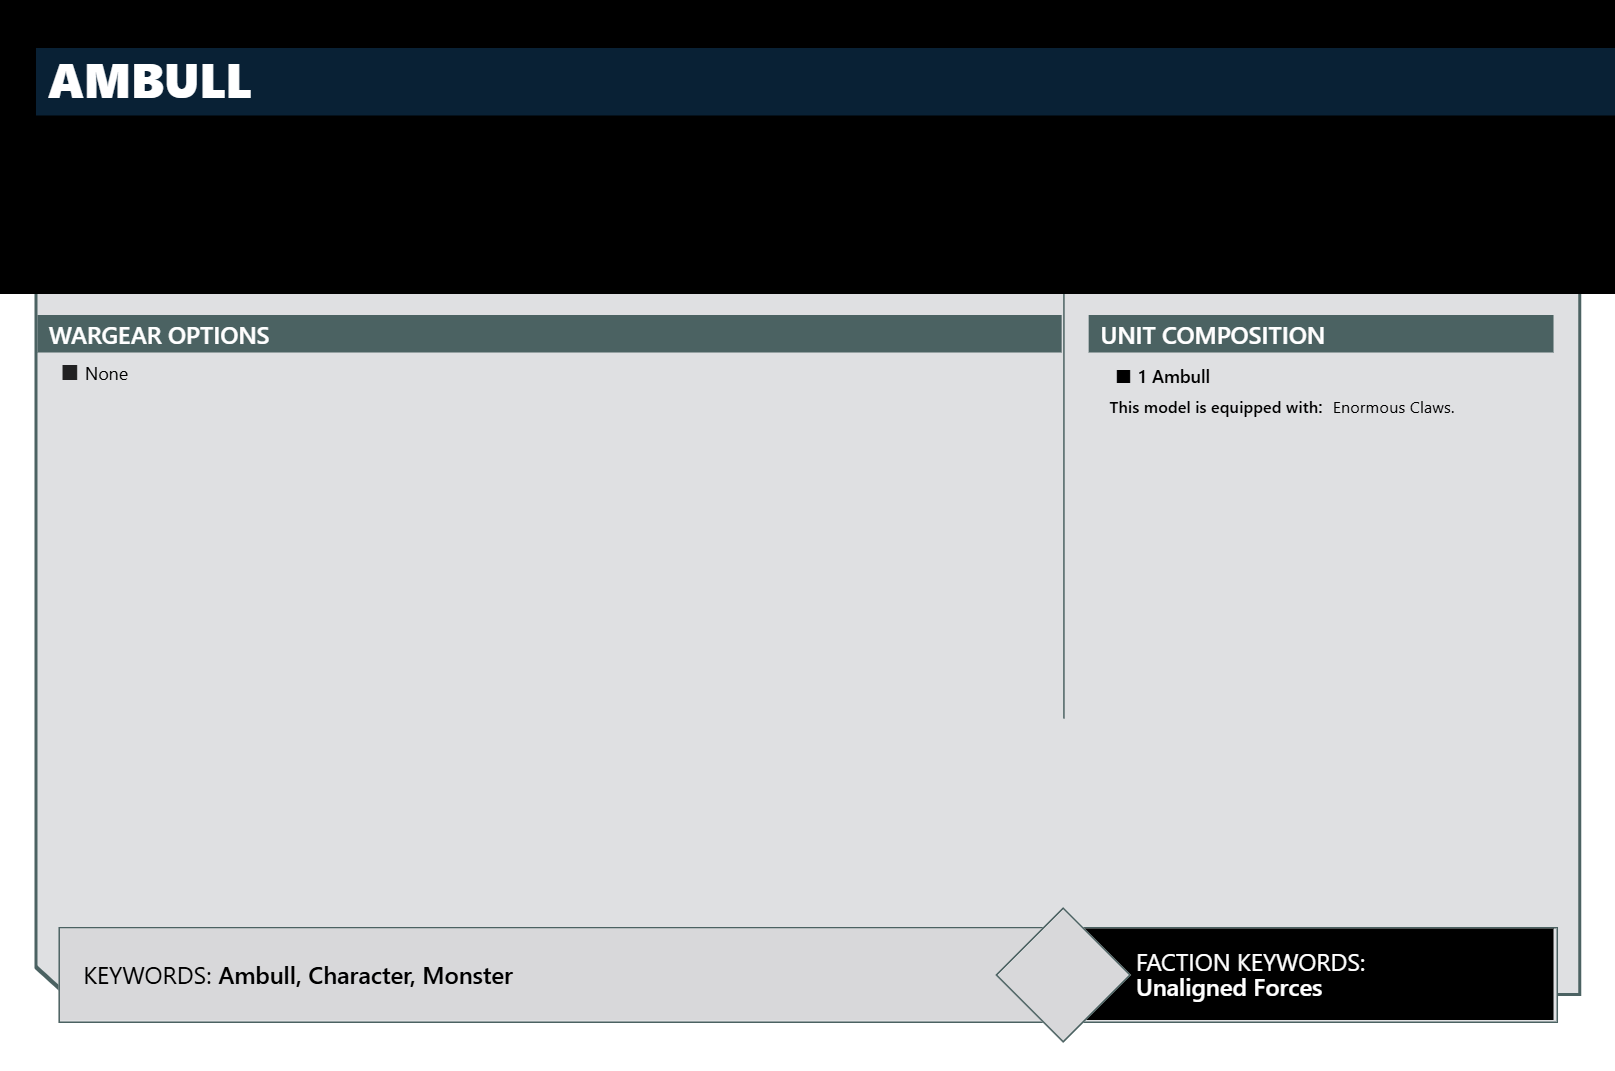 AMBULL
WARGEAR OPTIONS
None
UNIT COMPOSITION
1 Ambull
This model is equipped with: Enormous Claws.
KEYWORDS: Ambull, Character, Monster
FACTION KEYWORDS:
Unaligned Forces